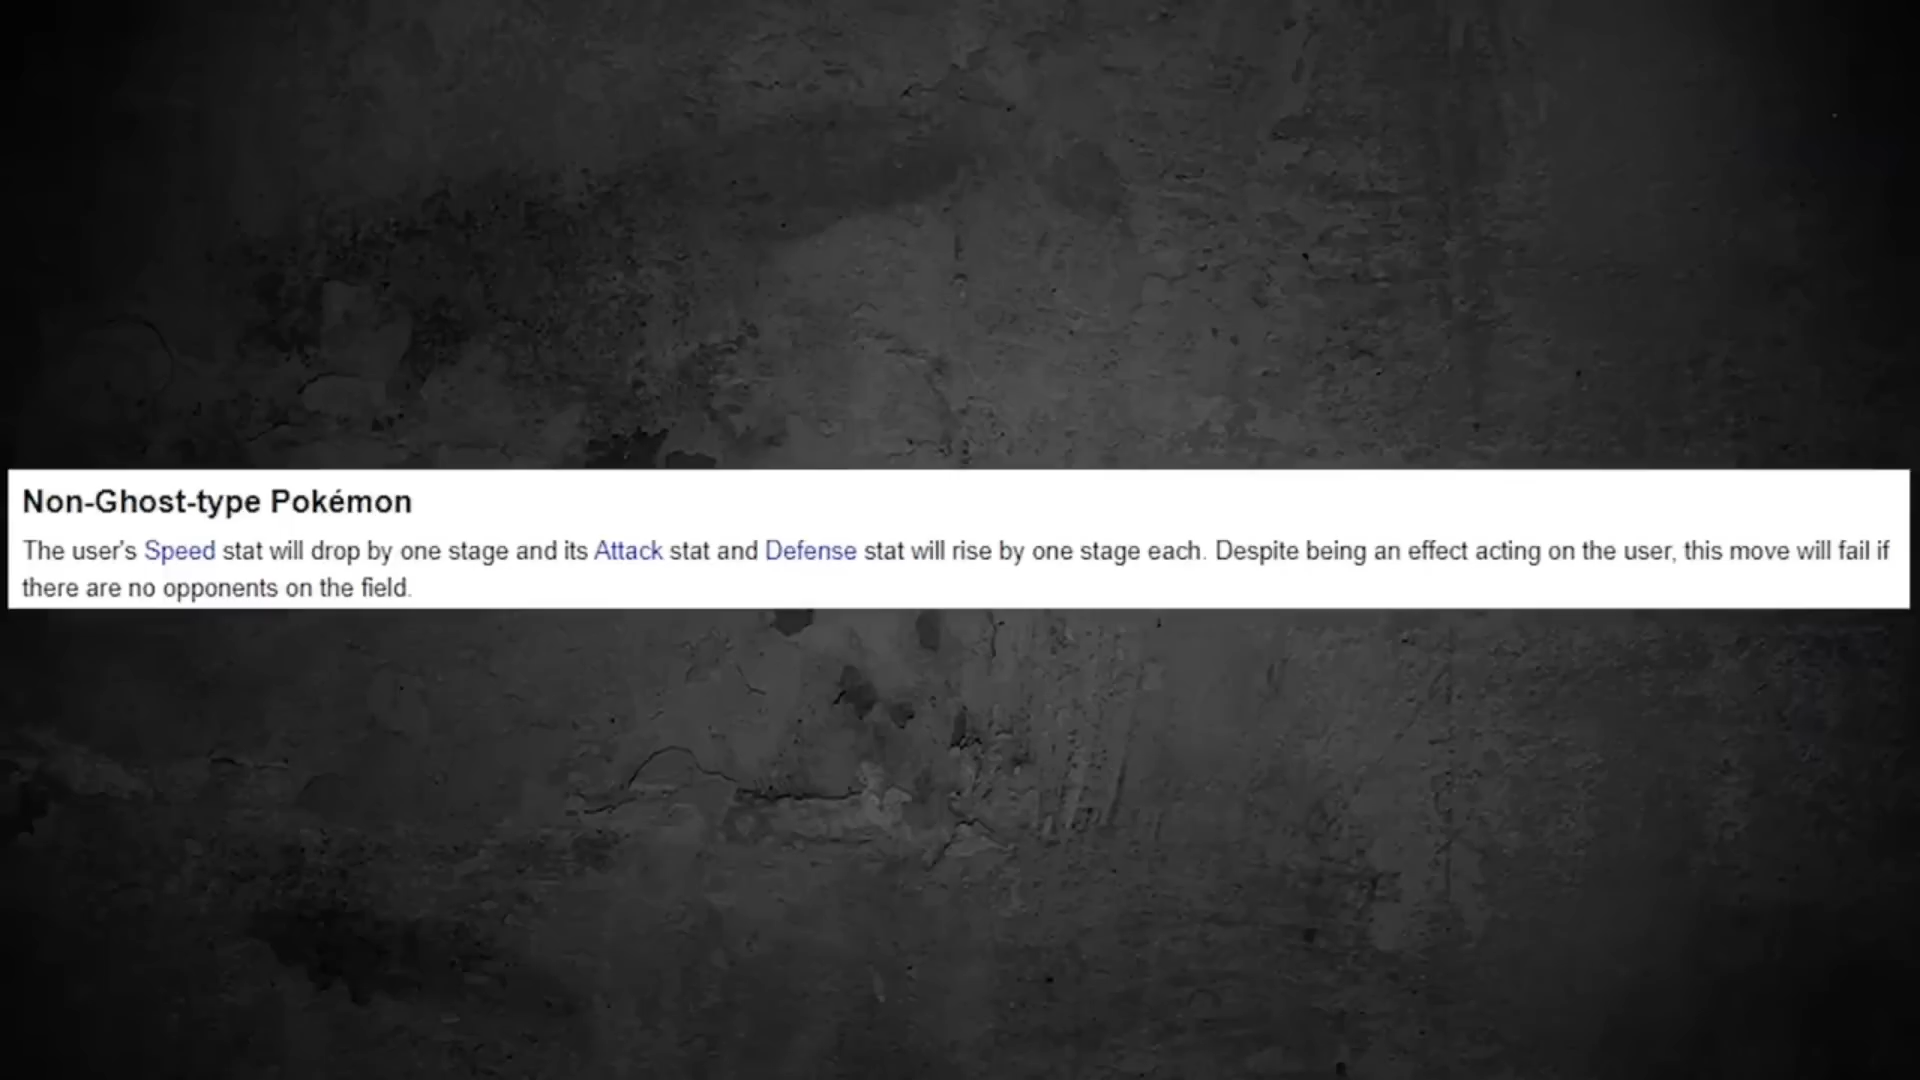 Non-Ghost-type Pokémon
The user's Speed stat will drop by one stage and its Attack stat and Defense stat will rise by one stage each. Despite being an effect acting on the user, this move will fail if
there are no opponents on the field.